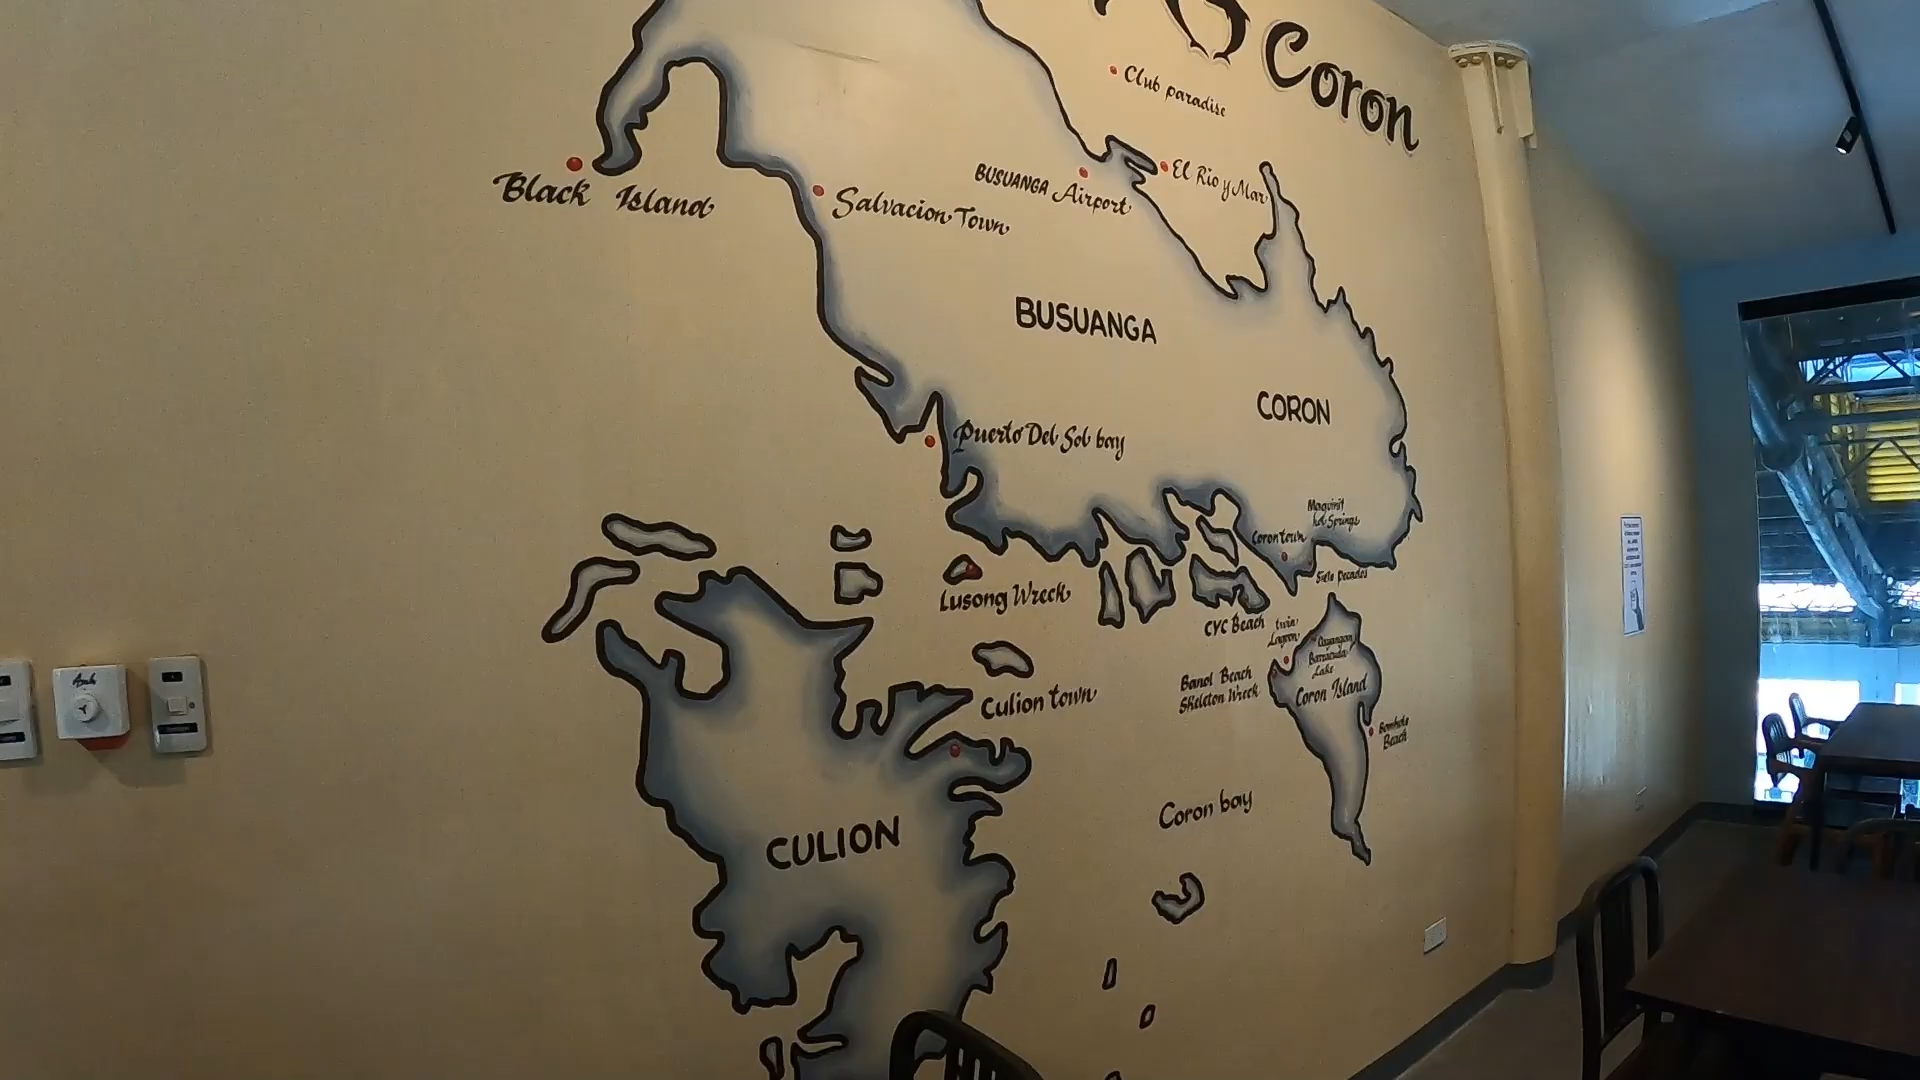 Coron
Club paradise
El Rio y Mar
BUSUANGA Airport
Black Island
Salvacion Town
BUSUANGA
CORON
Puerto Del Sol bay
Maquinit
hot Springs
Coron town
Siete Pecados
Lusong Wreck
CYC Beach
twin
Lagoon
Cayangan
Barracuda
Lake
Banol Beach
Skeleton Wreck
Coron Island
Culion town
Beach
Coron bay
CULION